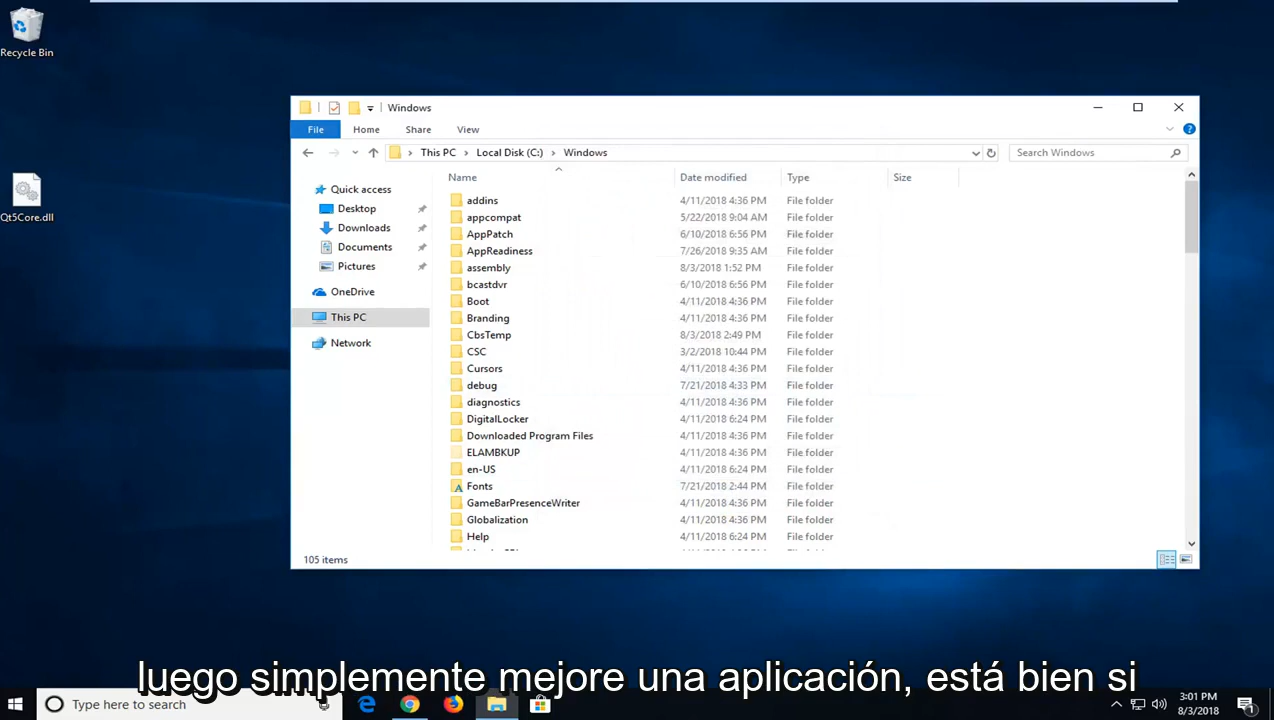 Recycle Bin
Qt5Core.dll
Windows
File Home Share View
This PC Local Disk (C:) Windows
Search Windows
Name Date modified Type Size
Quick access
Desktop
Downloads
Documents
Pictures
OneDrive
This PC
Network
addins 4/11/2018 4:36 PM File folder
appcompat 5/22/2018 9:04 AM File folder
AppPatch 6/10/2018 6:56 PM File folder
AppReadiness 7/26/2018 9:35 AM File folder
assembly 8/3/2018 1:52 PM File folder
bcastdvr 6/10/2018 6:56 PM File folder
Boot 4/11/2018 4:36 PM File folder
Branding 4/11/2018 4:36 PM File folder
CbsTemp 8/3/2018 2:49 PM File folder
CSC 3/2/2018 10:44 PM File folder
Cursors 4/11/2018 4:36 PM File folder
debug 7/21/2018 4:33 PM File folder
diagnostics 4/11/2018 4:36 PM File folder
DigitalLocker 4/11/2018 6:24 PM File folder
Downloaded Program Files 4/11/2018 4:36 PM File folder
ELAMBKUP 4/11/2018 4:36 PM File folder
en-US 4/11/2018 6:24 PM File folder
Fonts 7/21/2018 2:44 PM File folder
GameBarPresenceWriter 4/11/2018 4:36 PM File folder
Globalization 4/11/2018 4:36 PM File folder
Help 4/11/2018 6:24 PM File folder
105 items
luego simplemente mejore una aplicación, está bien si
Type here to search
3:01 PM
8/3/2018
1